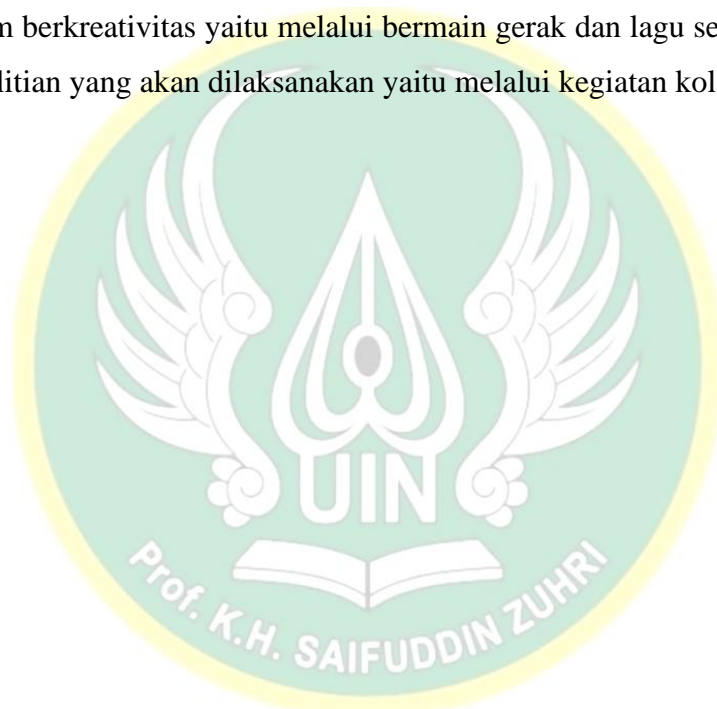 berkreativitas yaitu melalui bermain gerak dan lagu se
litian yang akan dilaksanakan yaitu melalui kegiatan kol
UIN
Prof. K.H. SAIFUDDIN ZUHRI